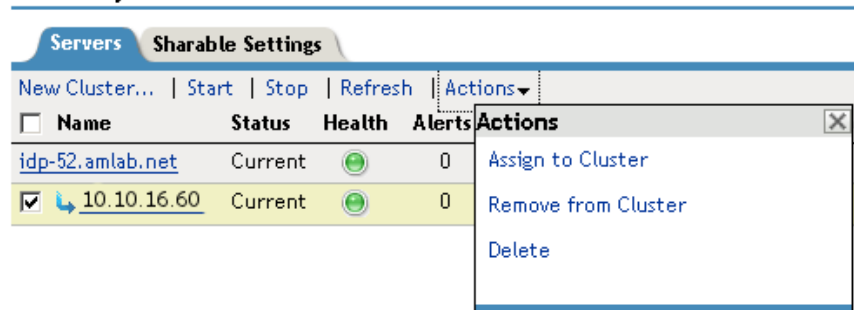 Servers Sharable Settings
New Cluster... | Start | Stop | Refresh | Actions
Name Status Health Alerts Actions
idp-52.amlab.net Current 0 Assign to Cluster
10.10.16.60 Current 0 Remove from Cluster
Delete